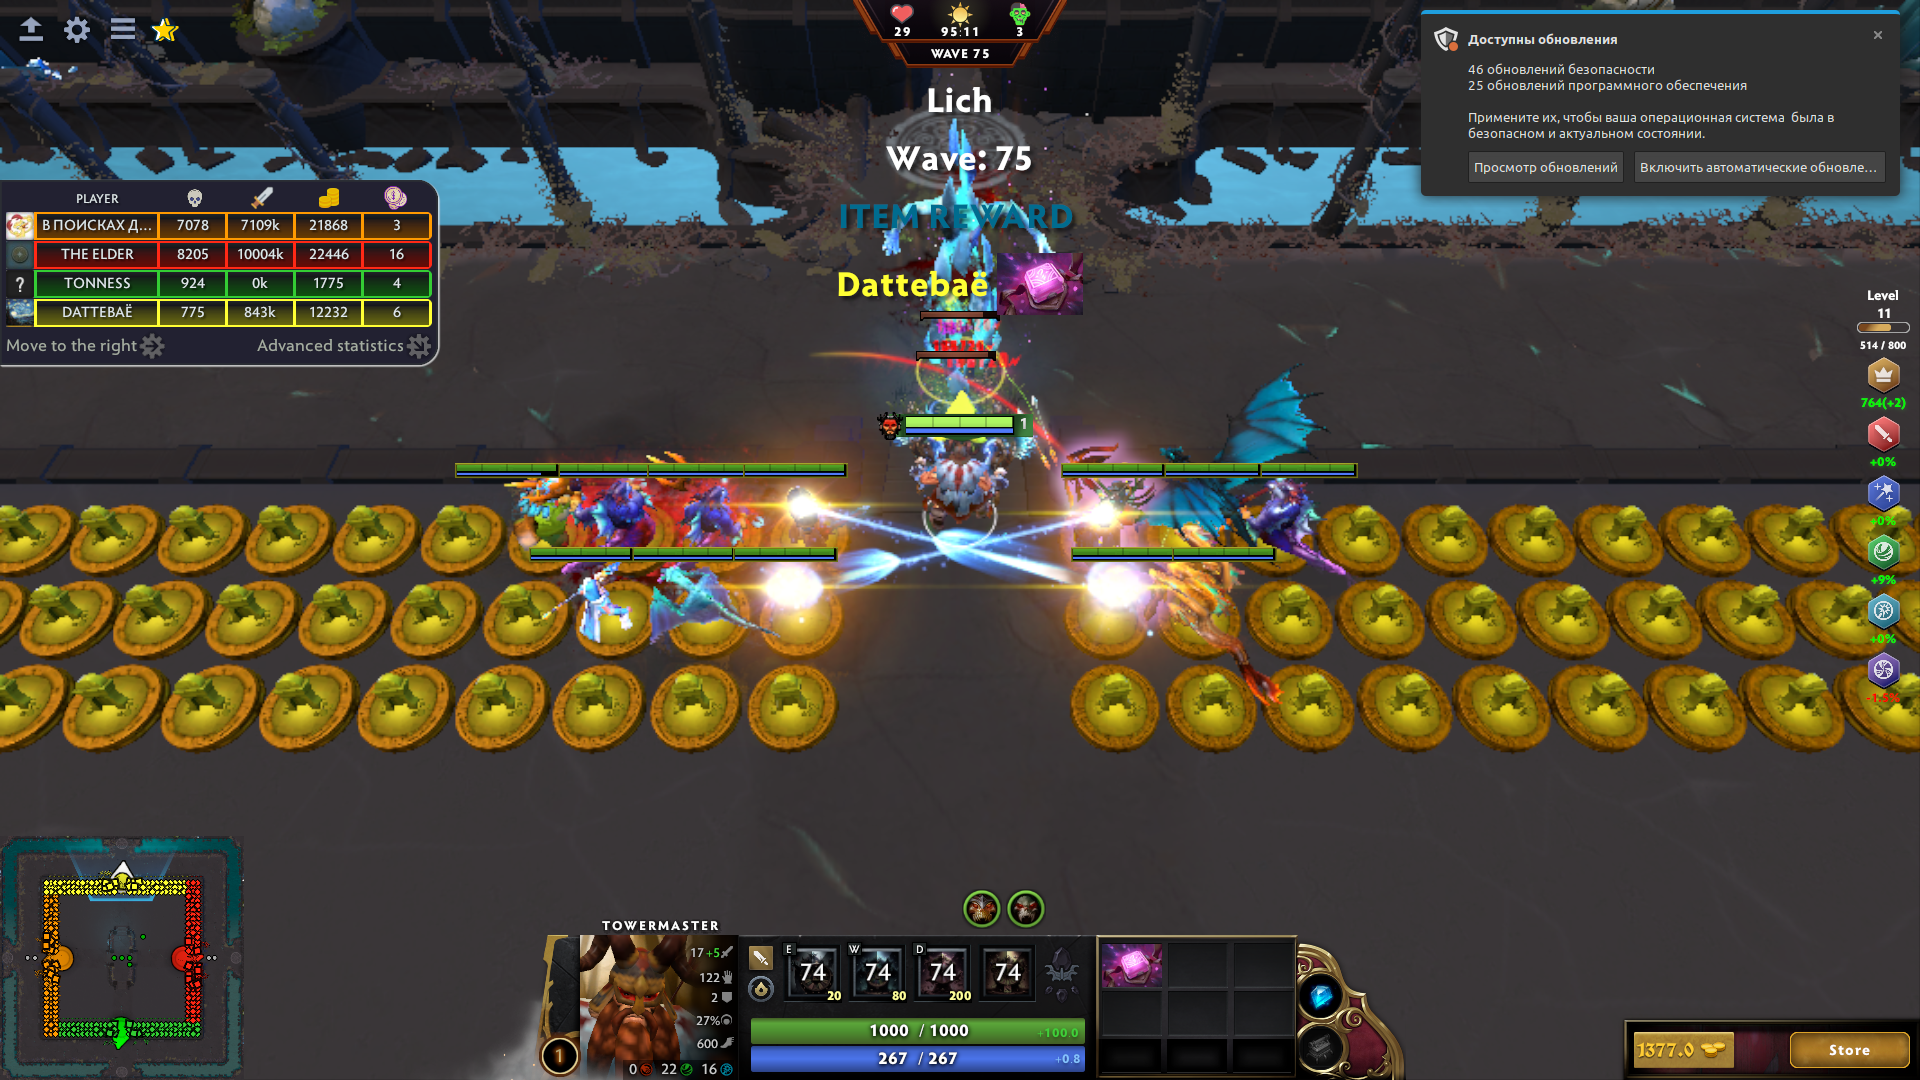 29
95:11
3
WAVE 75
Lich
Wave: 75
ITEM REWARD
Dattebaë
Доступны обновления
46 обновлений безопасности
25 обновлений программного обеспечения
Примените их, чтобы ваша операционная система была в
безопасном и актуальном состоянии.
Просмотр обновлений
Включить автоматические обновле...
PLAYER
В ПОИСКАХ Д... 7078 7109k 21868 3
THE ELDER 8205 10004k 22446 16
? TONNESS 924 0k 1775 4
DATTEBAË 775 843k 12232 6
Move to the right
Advanced statistics
1
Level
11
514 / 800
764(+2)
+0%
+0%
+9%
+0%
TOWERMASTER
17 +5
122
2
27%
600
0 22 16
1
E 74 20
W 74 80
D 74 200
74
1000 / 1000 +100.0
267 / 267 +0.8
1377.0
Store